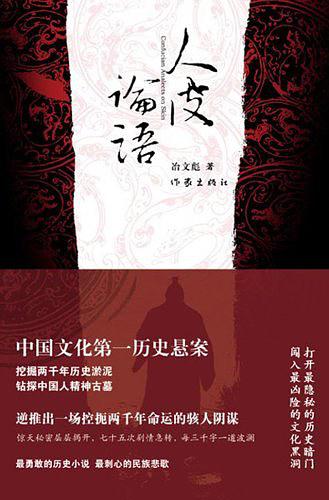 人皮
論语
Confucian Analects on Skin
冶文彪 著
作家出版社
中国文化第一历史悬案
挖掘两千年历史淤泥
钻探中国人精神古墓
逆推出一场控扼两千年命运的骇人阴谋
惊天秘密层层揭开，七十五次剧情急转，每三千字一道波澜
最勇敢的历史小说 最刺心的民族悲歌
打开最隐秘的历史暗门
闯入最凶险的文化黑洞